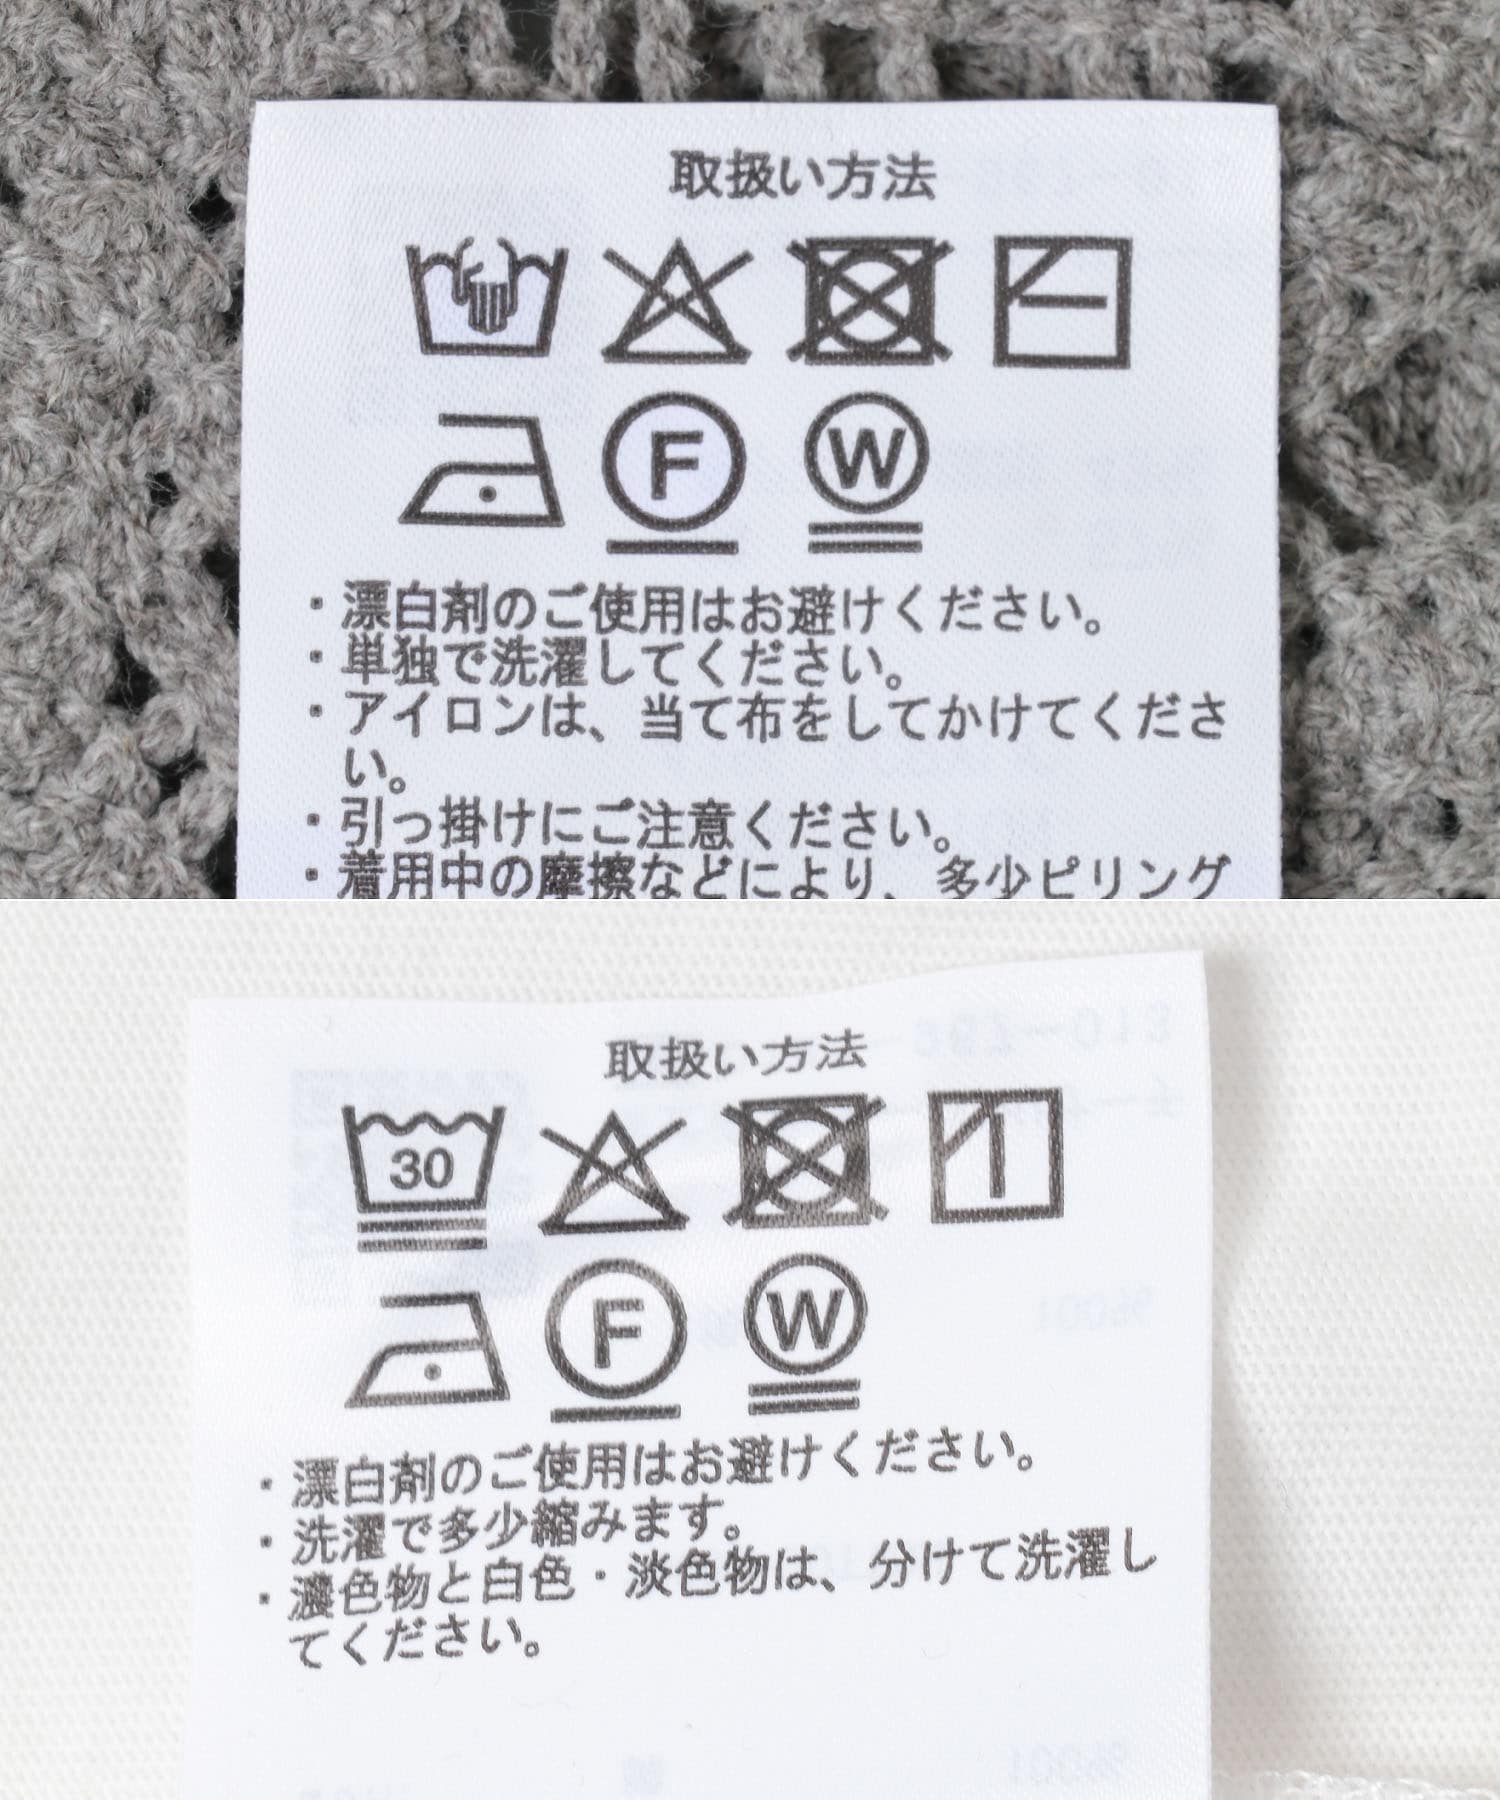 取扱い方法
F W
・漂白剤のご使用はお避けください。
・単独で洗濯してください。
・アイロンは、当て布をしてかけてくださ
い。
・引っ掛けにご注意ください。
・着用中の摩擦などにより、多少ピリング
取扱い方法
30
F W
・漂白剤のご使用はお避けください。
・洗濯で多少縮みます。
・濃色物と白色・淡色物は、分けて洗濯し
てください。